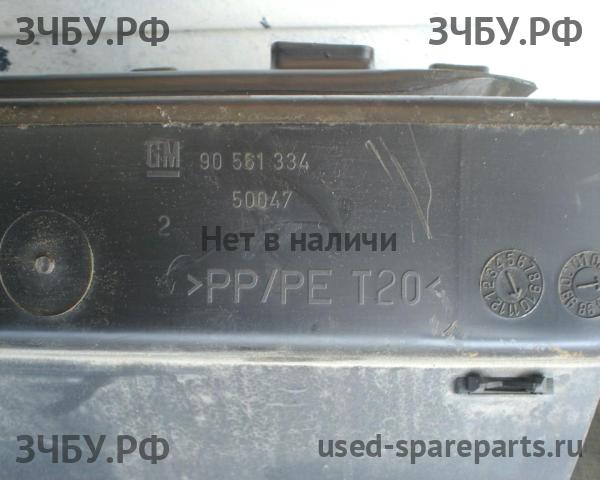 ЗЧБУ.РФ ЗЧБУ.РФ
GM 90 561 334
50047
2
Нет в наличи
>PP/PE T20<
ЗЧБУ.РФ used-spareparts.ru